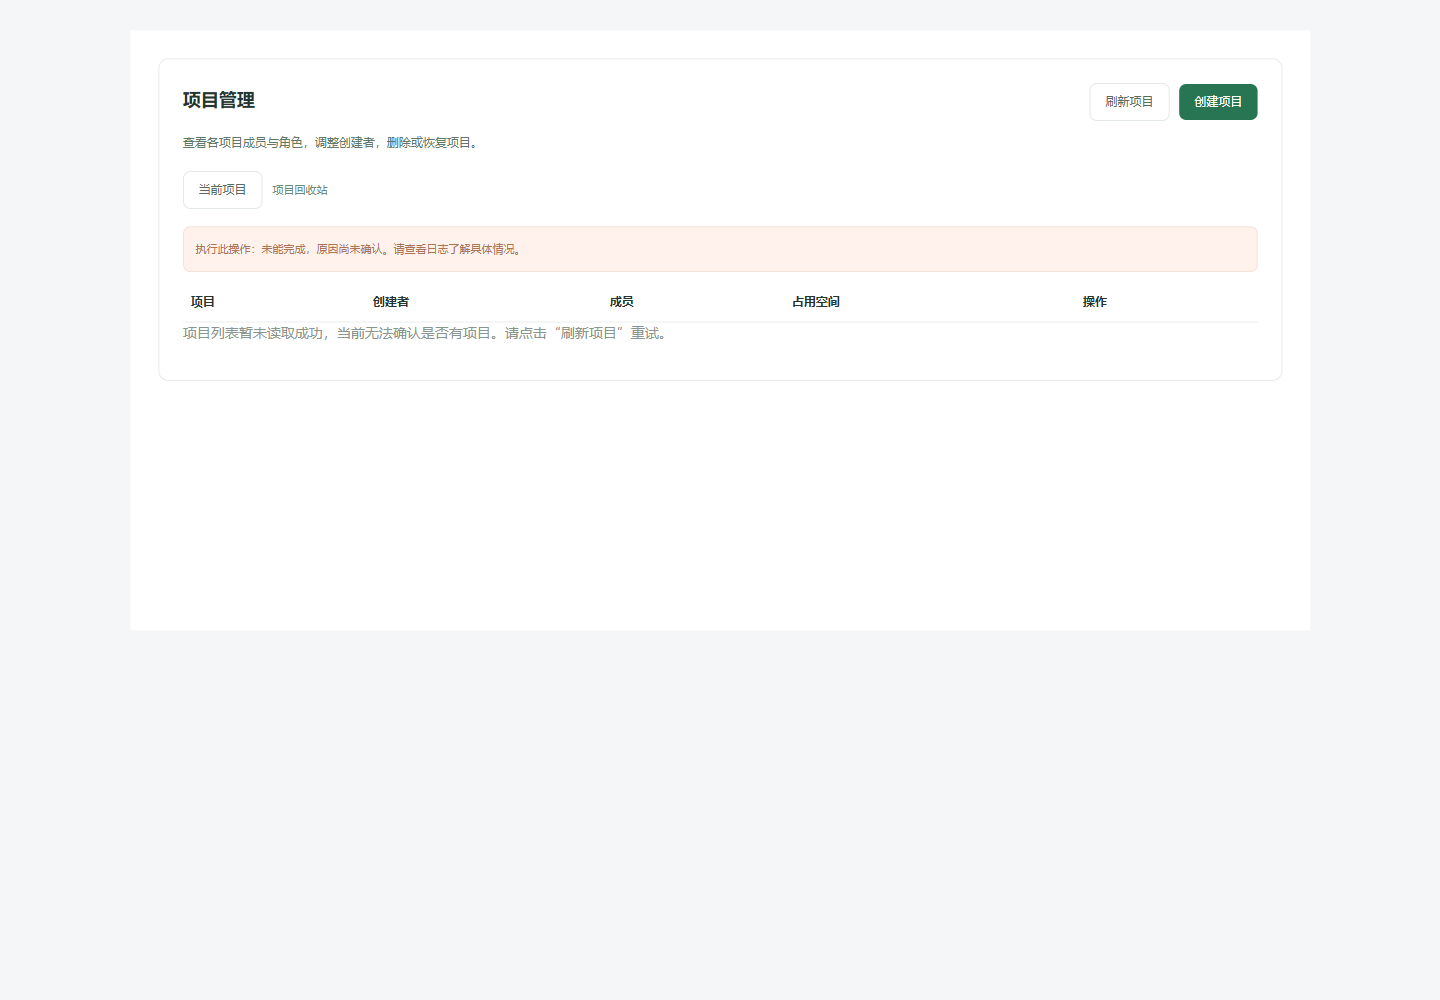 项目管理
刷新项目
创建项目
查看各项目成员与角色，调整创建者，删除或恢复项目。
当前项目
项目回收站
执行此操作：未能完成，原因尚未确认。请查看日志了解具体情况。
项目 创建者 成员 占用空间 操作
项目列表暂未读取成功，当前无法确认是否有项目。请点击“刷新项目”重试。